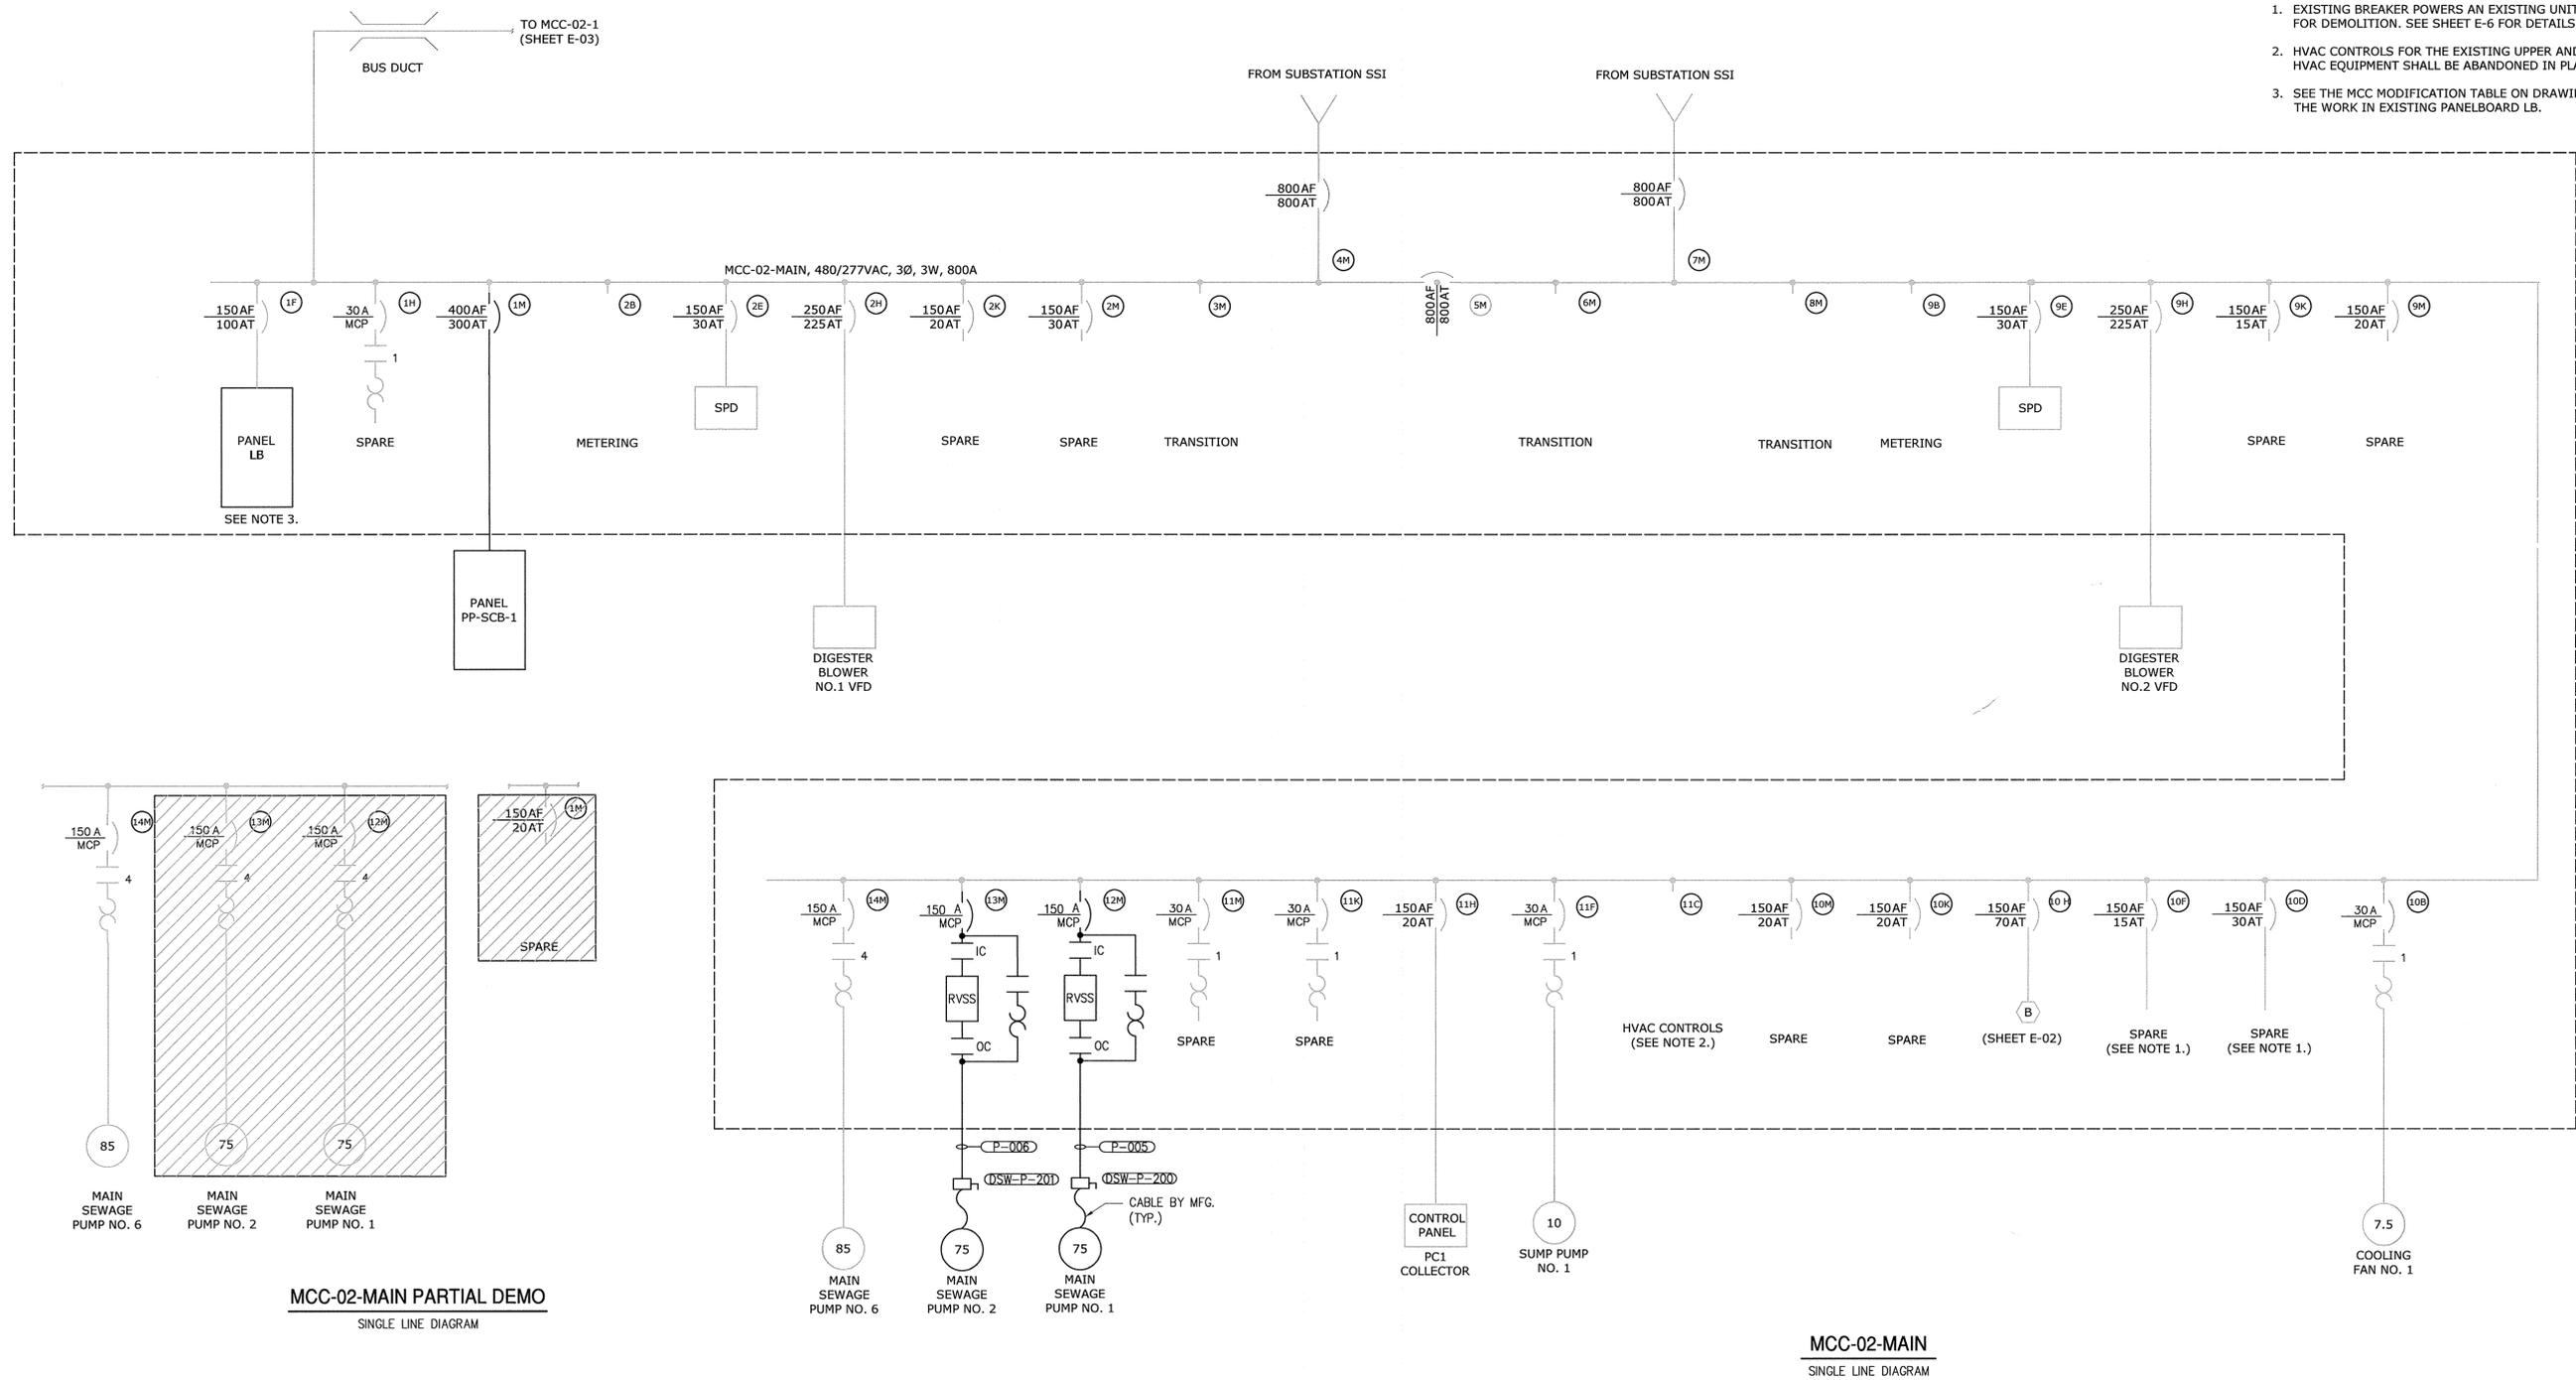 TO MCC-02-1
(SHEET E-03)
BUS DUCT
FROM SUBSTATION SSI
FROM SUBSTATION SSI
1. EXISTING BREAKER POWERS AN EXISTING UNIT
FOR DEMOLITION. SEE SHEET E-6 FOR DETAILS
2. HVAC CONTROLS FOR THE EXISTING UPPER AND
HVAC EQUIPMENT SHALL BE ABANDONED IN PLA
3. SEE THE MCC MODIFICATION TABLE ON DRAWI
THE WORK IN EXISTING PANELBOARD LB.
800AF
800AT
4M
800AF
800AT
7M
MCC-02-MAIN, 480/277VAC, 3Ø, 3W, 800A
150AF
100AT
1F
PANEL
LB
SEE NOTE 3.
30A
MCP
1H
1
SPARE
400AF
300AT
1M
PANEL
PP-SCB-1
2B
METERING
150AF
30AT
2E
SPD
250AF
225AT
2H
DIGESTER
BLOWER
NO.1 VFD
150AF
20AT
2K
SPARE
150AF
30AT
2M
SPARE
3M
TRANSITION
800AF
800AT
5M
6M
TRANSITION
8M
TRANSITION
9B
METERING
150AF
30AT
9E
SPD
250AF
225AT
9H
DIGESTER
BLOWER
NO.2 VFD
150AF
15AT
9K
SPARE
150AF
20AT
9M
SPARE
150A
MCP
14M
4
85
MAIN
SEWAGE
PUMP NO. 6
150A
MCP
13M
4
75
MAIN
SEWAGE
PUMP NO. 2
150A
MCP
12M
4
75
MAIN
SEWAGE
PUMP NO. 1
150AF
20AT
1M
SPARE
MCC-02-MAIN PARTIAL DEMO
SINGLE LINE DIAGRAM
150A
MCP
14M
4
85
MAIN
SEWAGE
PUMP NO. 6
150 A
MCP
13M
IC
RVSS
OC
P-006
DSW-P-201
75
MAIN
SEWAGE
PUMP NO. 2
150 A
MCP
12M
IC
RVSS
OC
P-005
DSW-P-200
CABLE BY MFG.
(TYP.)
75
MAIN
SEWAGE
PUMP NO. 1
30A
MCP
11M
1
SPARE
30A
MCP
11K
1
SPARE
150AF
20AT
11H
CONTROL
PANEL
PC1
COLLECTOR
30A
MCP
11F
1
10
SUMP PUMP
NO. 1
11C
HVAC CONTROLS
(SEE NOTE 2.)
150AF
20AT
10M
SPARE
150AF
20AT
10K
SPARE
150AF
70AT
10 H
B
(SHEET E-02)
150AF
15AT
10F
SPARE
(SEE NOTE 1.)
150AF
30AT
10D
SPARE
(SEE NOTE 1.)
30A
MCP
10B
1
7.5
COOLING
FAN NO. 1
MCC-02-MAIN
SINGLE LINE DIAGRAM